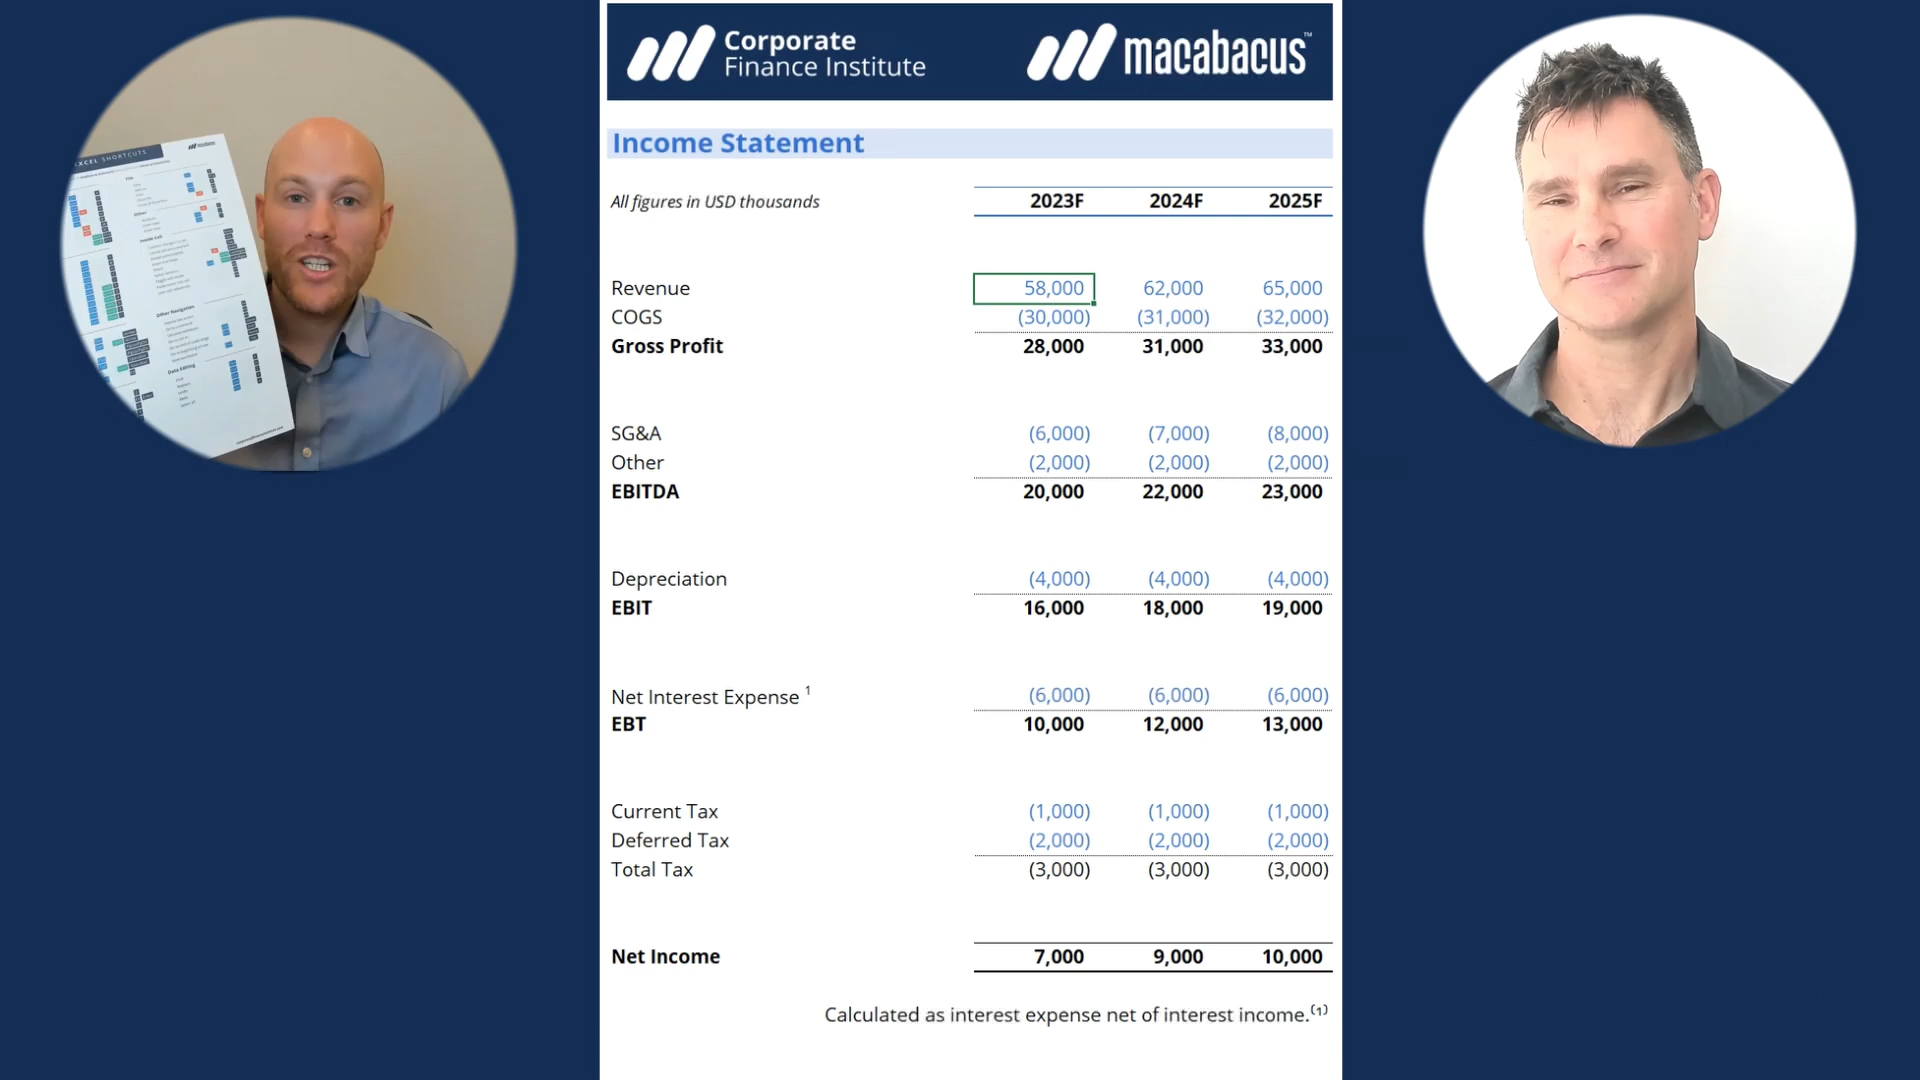 Corporate
Finance Institute
macabacus™
Income Statement
All figures in USD thousands 2023F 2024F 2025F
Revenue 58,000 62,000 65,000
COGS (30,000) (31,000) (32,000)
Gross Profit 28,000 31,000 33,000
SG&A (6,000) (7,000) (8,000)
Other (2,000) (2,000) (2,000)
EBITDA 20,000 22,000 23,000
Depreciation (4,000) (4,000) (4,000)
EBIT 16,000 18,000 19,000
Net Interest Expense ¹ (6,000) (6,000) (6,000)
EBT 10,000 12,000 13,000
Current Tax (1,000) (1,000) (1,000)
Deferred Tax (2,000) (2,000) (2,000)
Total Tax (3,000) (3,000) (3,000)
Net Income 7,000 9,000 10,000
Calculated as interest expense net of interest income.⁽¹⁾
EXCEL SHORTCUTS
Other Navigation
Data Editing